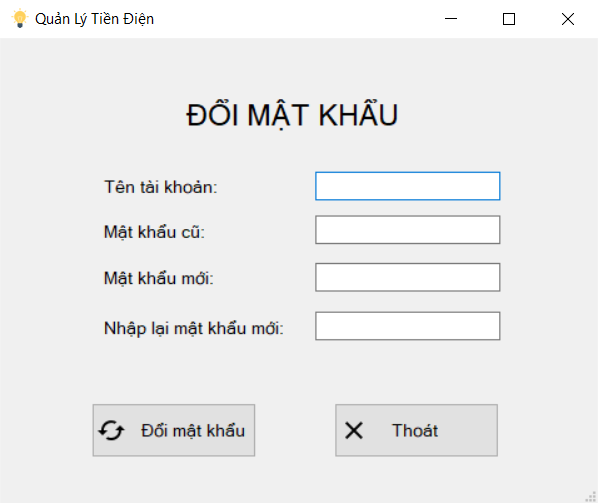 Quản Lý Tiền Điện
ĐỔI MẬT KHẨU
Tên tài khoản:
Mật khẩu cũ:
Mật khẩu mới:
Nhập lại mật khẩu mới:
Đổi mật khẩu
Thoát